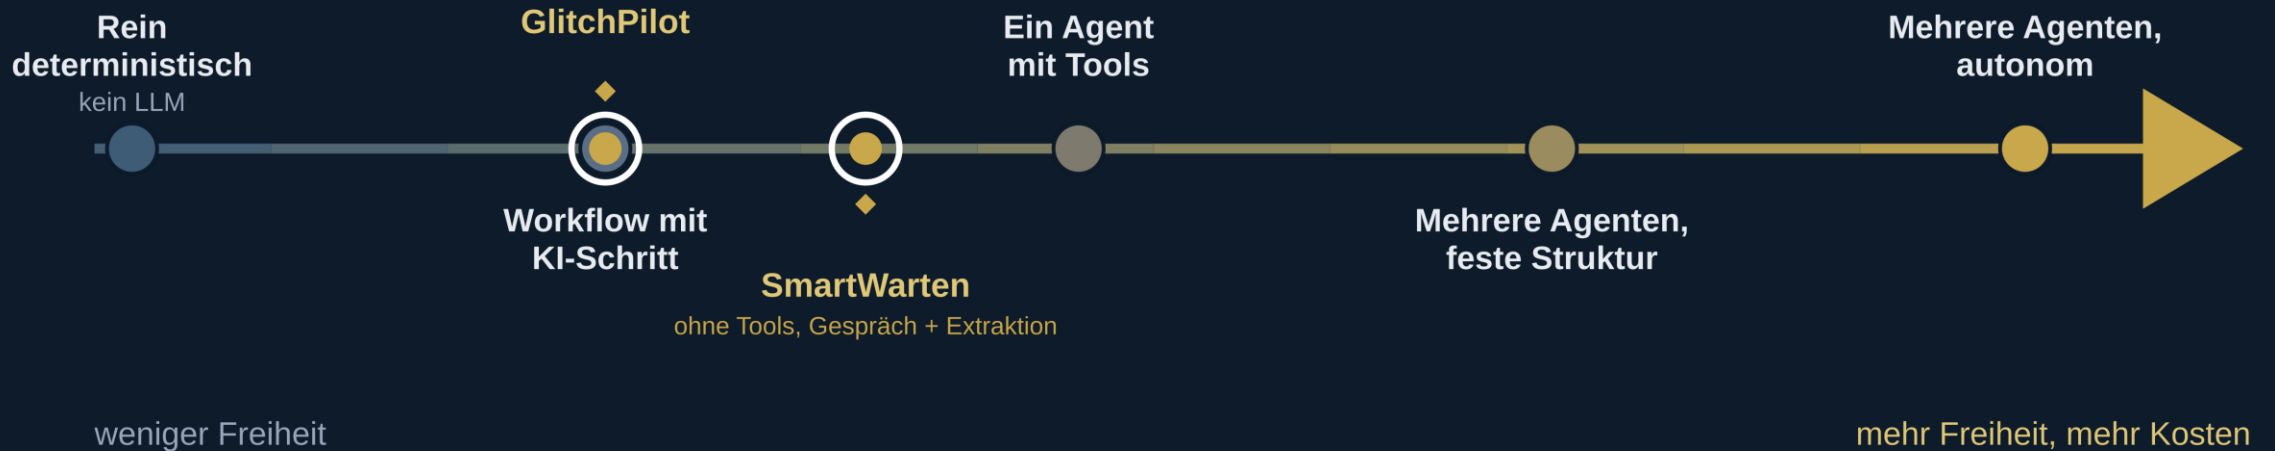 Rein
deterministisch
kein LLM
GlitchPilot
Workflow mit
KI-Schritt
SmartWarten
ohne Tools, Gespräch + Extraktion
Ein Agent
mit Tools
Mehrere Agenten,
feste Struktur
Mehrere Agenten,
autonom
weniger Freiheit
mehr Freiheit, mehr Kosten